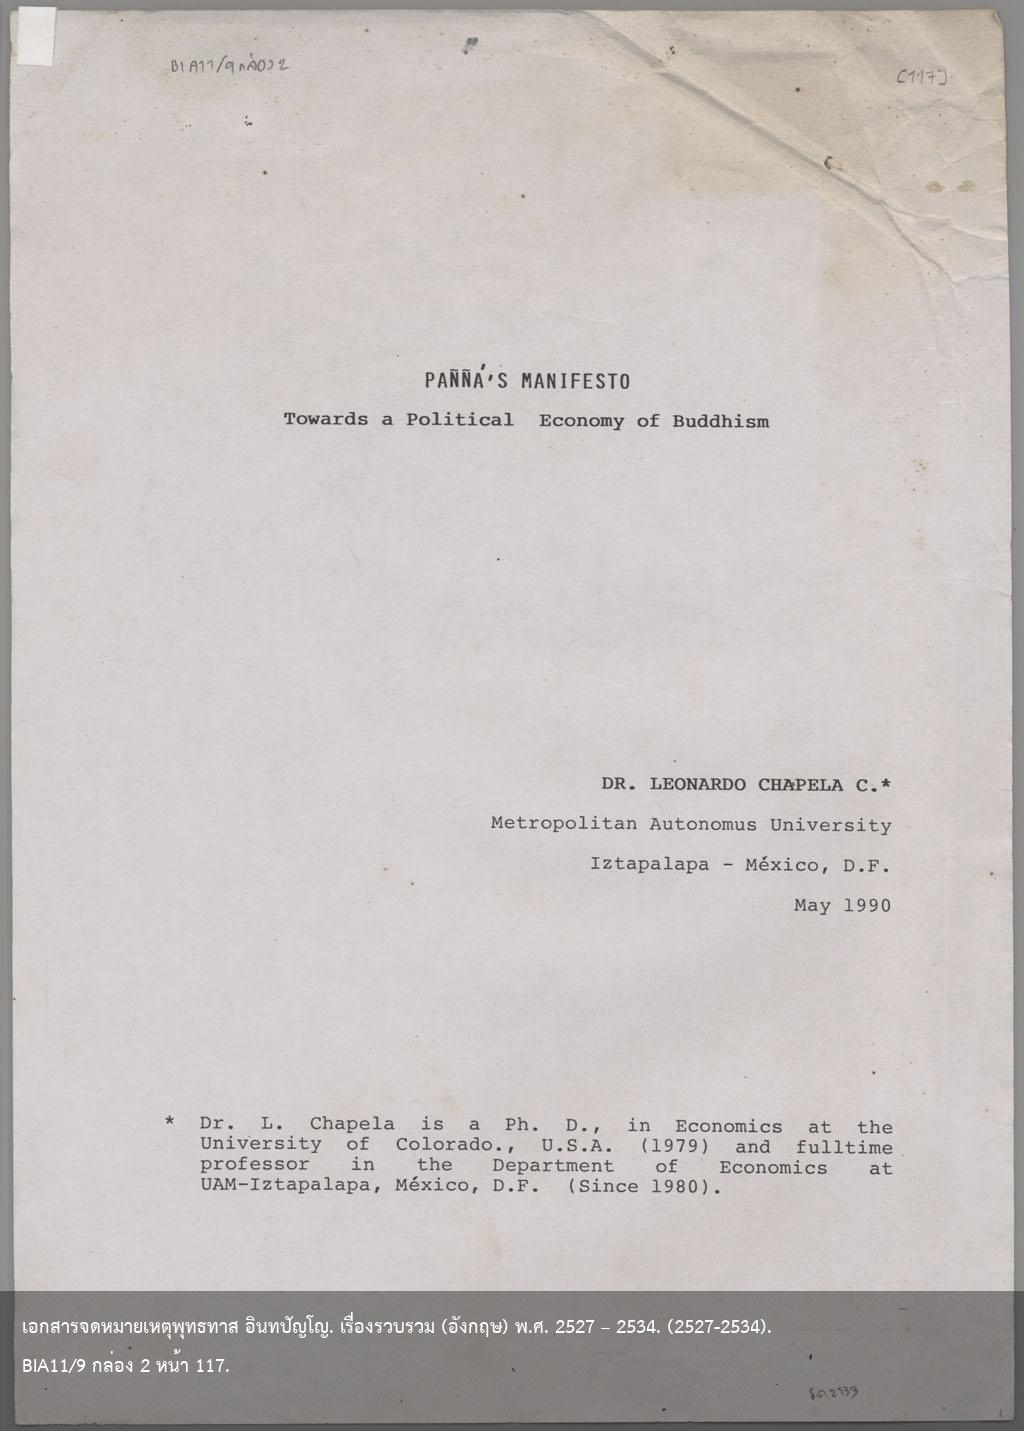 BIA11/9 กล่อง 2
[117]
PAÑÑÁ'S MANIFESTO
Towards a Political Economy of Buddhism
DR. LEONARDO CHAPELA C.*
Metropolitan Autonomus University
Iztapalapa - México, D.F.
May 1990
* Dr. L. Chapela is a Ph. D., in Economics at the
University of Colorado., U.S.A. (1979) and fulltime
professor in the Department of Economics at
UAM-Iztapalapa, México, D.F. (Since 1980).
เอกสารจดหมายเหตุพุทธทาส อินทปัญโญ. เรื่องรวบรวม (อังกฤษ) พ.ศ. 2527 – 2534. (2527-2534).
BIA11/9 กล่อง 2 หน้า 117.